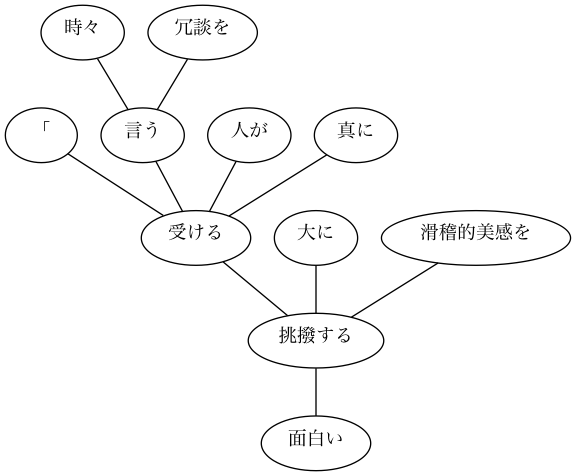 時々 冗談を
「 言う 人が 真に
受ける 大に 滑稽的美感を
挑撥する
面白い